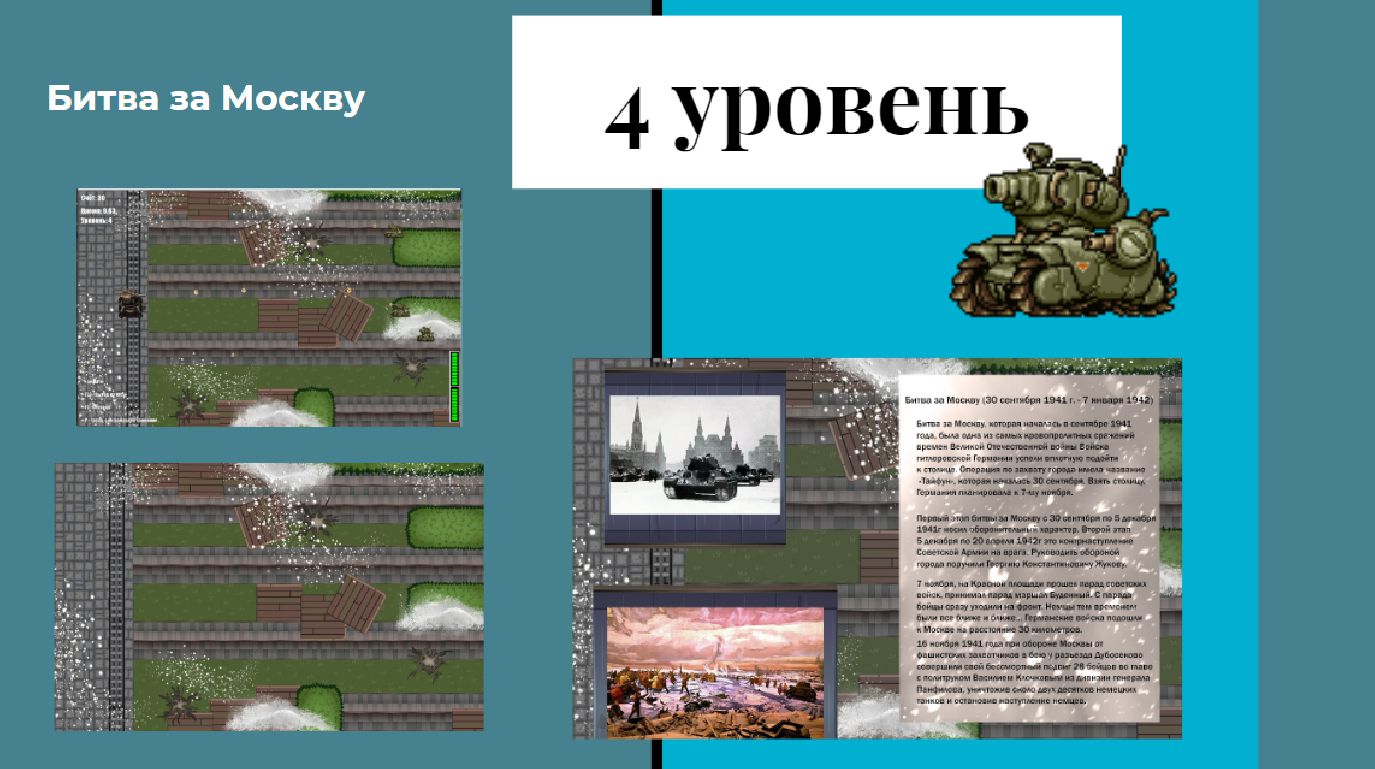 Битва за Москву
4 уровень
Счёт: 20
Уровень: 4
Битва за Москву (30 сентября 1941 г. - 7 января 1942)
Битва за Москву, которая началась в сентябре 1941
года, была одна из самых кровопролитных сражений
времен Великой Отечественной войны Войска
гитлеровской Германии успели вплотную подойти
к столице. Операция по захвату города имела название
«Тайфун», которая началась 30 сентября. Взять столицу,
Германия планировала к 7-му ноября.
Первый этап битвы за Москву с 30 сентября по 5 декабря
1941г носил оборонительный характер. Второй этап
5 декабря по 20 апреля 1942г это контрнаступление
Советской Армии на врага. Руководить обороной
города поручили Георгию Константиновичу Жукову.
7 ноября, на Красной площади прошел парад советских
войск, принимал парад маршал Буденный. С парада
бойцы сразу уходили на фронт. Немцы тем временем
были все ближе и ближе... Германские войска подошли
к Москве на расстояние 30 километров.
16 ноября 1941 года при обороне Москвы от
фашистских захватчиков в бою у разъезда Дубосеково
совершили свой бессмертный подвиг 28 бойцов во главе
с политруком Василием Клочковым из дивизии генерала
Панфилова, уничтожив около двух десятков немецких
танков и остановив наступление немцев.